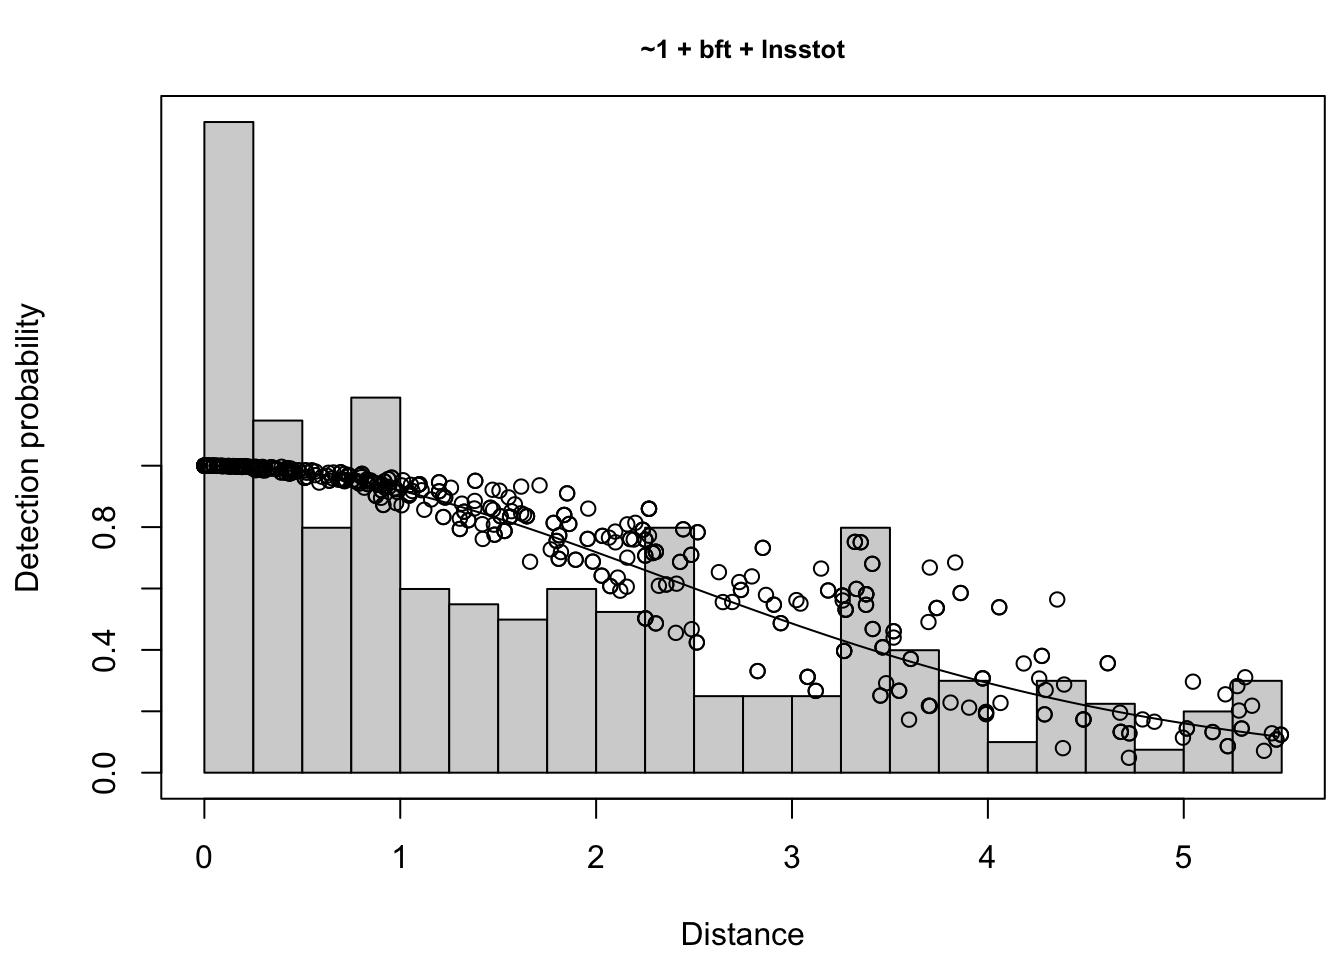 ~1 + bft + lnsstot
Detection probability
0.8
0.4
0.0
0 1 2 3 4 5
Distance